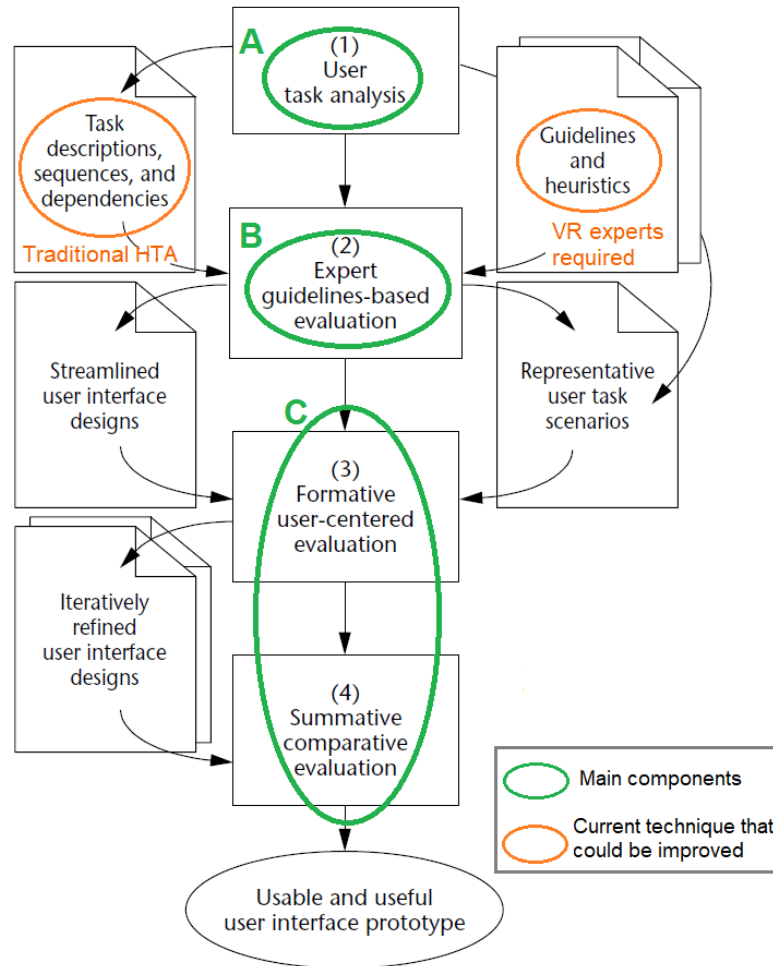 A
(1)
User
task analysis
Task
descriptions,
sequences, and
dependencies
Traditional HTA
Guidelines
and
heuristics
VR experts
required
B
(2)
Expert
guidelines-based
evaluation
Streamlined
user interface
designs
Representative
user task
scenarios
C
(3)
Formative
user-centered
evaluation
Iteratively
refined
user interface
designs
(4)
Summative
comparative
evaluation
Main components
Current technique that
could be improved
Usable and useful
user interface prototype